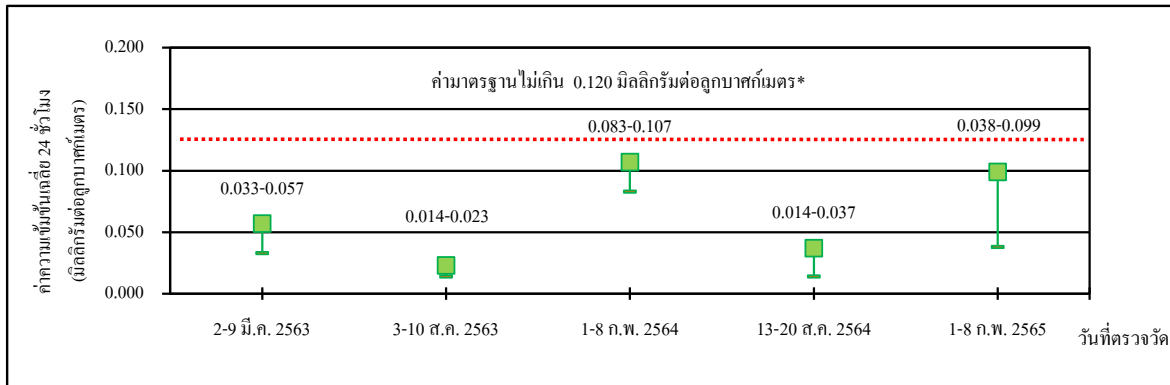 0.200
ค่ามาตรฐานไม่เกิน 0.120 มิลลิกรัมต่อลูกบาศก์เมตร*
0.150
0.083-0.107
0.038-0.099
0.100
0.033-0.057
0.014-0.023
0.014-0.037
0.050
0.000
ค่าความเข้มข้นเฉลี่ย 24 ชั่วโมง
(มิลลิกรัมต่อลูกบาศก์เมตร)
2-9 มี.ค. 2563 3-10 ส.ค. 2563 1-8 ก.พ. 2564 13-20 ส.ค. 2564 1-8 ก.พ. 2565
วันที่ตรวจวัด